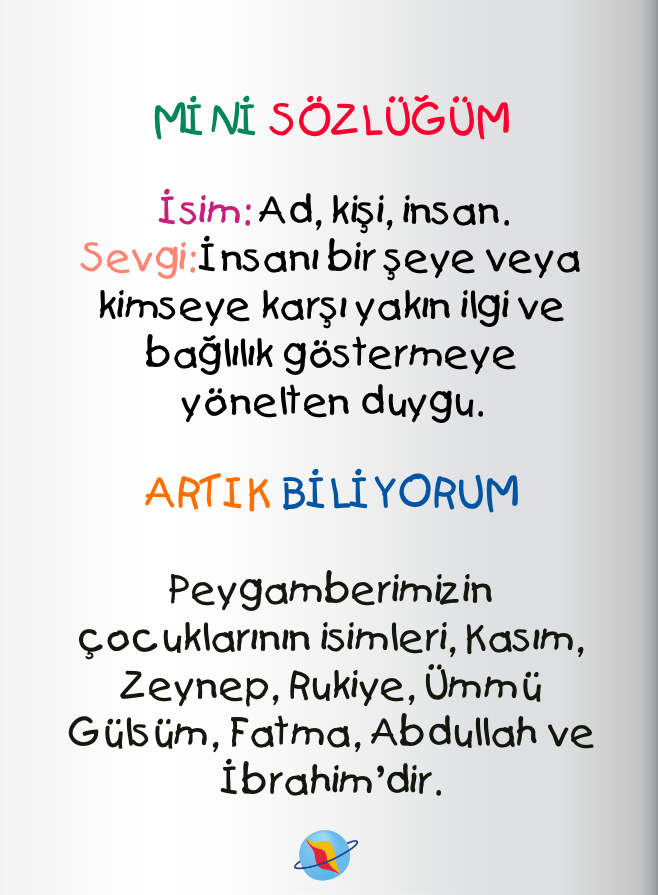 MİNİ SÖZLÜĞÜM
İsim: Ad, kişi, insan.
Sevgi:İnsanı bir şeye veya
kimseye karşı yakın ilgi ve
bağlılık göstermeye
yönelten duygu.
ARTIK BİLİYORUM
Peygamberimizin
çocuklarının isimleri, Kasım,
Zeynep, Rukiye, Ümmü
Gülsüm, Fatma, Abdullah ve
İbrahim’dir.